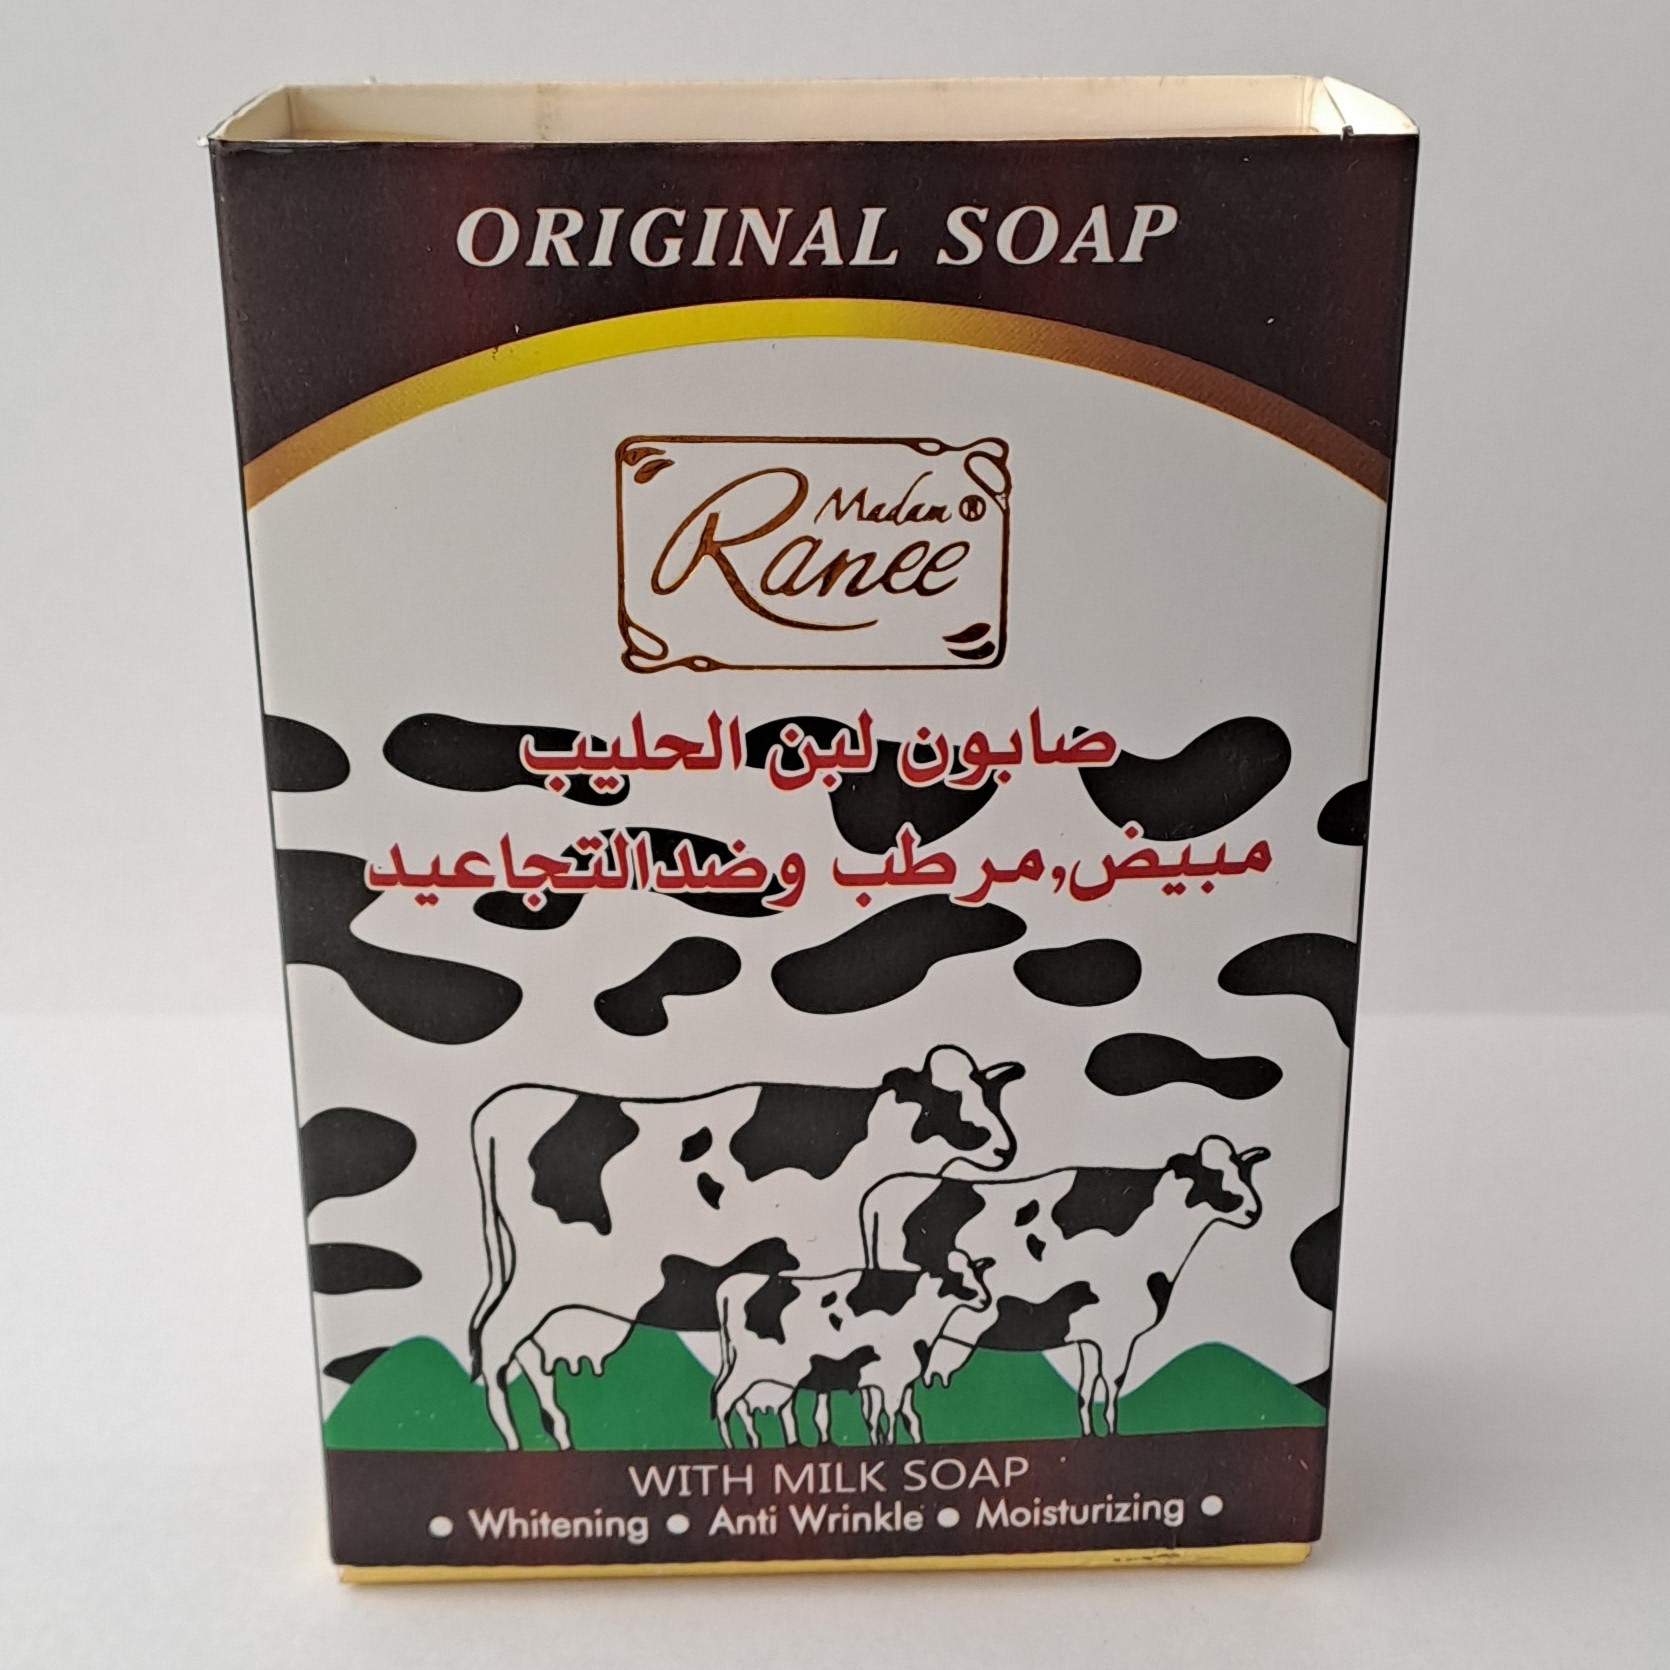 ORIGINAL SOAP
Madam ®
Ranee
صابون لبن الحليب
مبيض,مرطب وضدالتجاعيد
WITH MILK SOAP
• Whitening • Anti Wrinkle • Moisturizing •